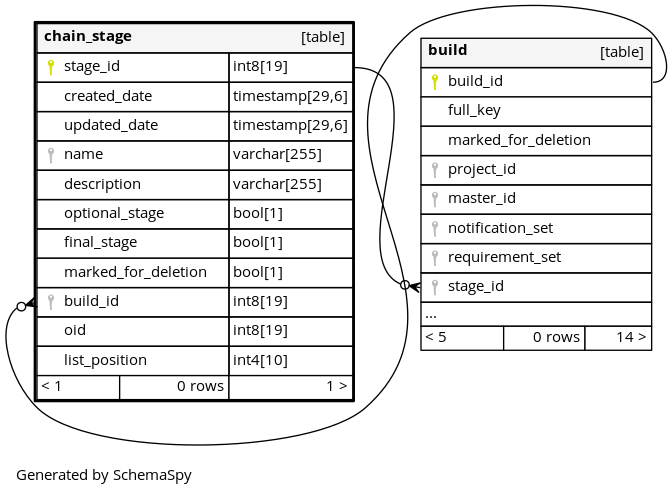 chain_stage [table]
stage_id int8[19]
created_date timestamp[29,6]
updated_date timestamp[29,6]
name varchar[255]
description varchar[255]
optional_stage bool[1]
final_stage bool[1]
marked_for_deletion bool[1]
build_id int8[19]
oid int8[19]
list_position int4[10]
< 1 0 rows 1 >
build [table]
build_id
full_key
marked_for_deletion
project_id
master_id
notification_set
requirement_set
stage_id
...
< 5 0 rows 14 >
Generated by SchemaSpy